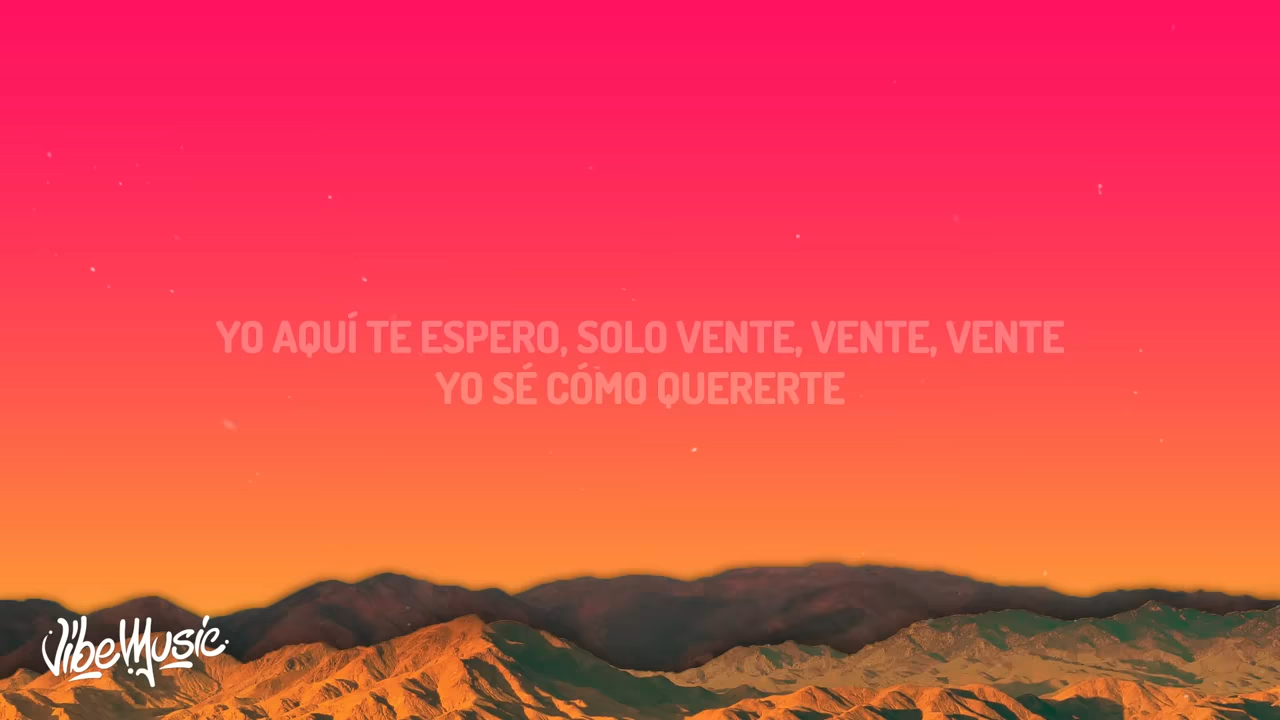 YO AQUÍ TE ESPERO, SOLO VENTE, VENTE, VENTE
YO SÉ CÓMO QUERERTE
VibeMusic